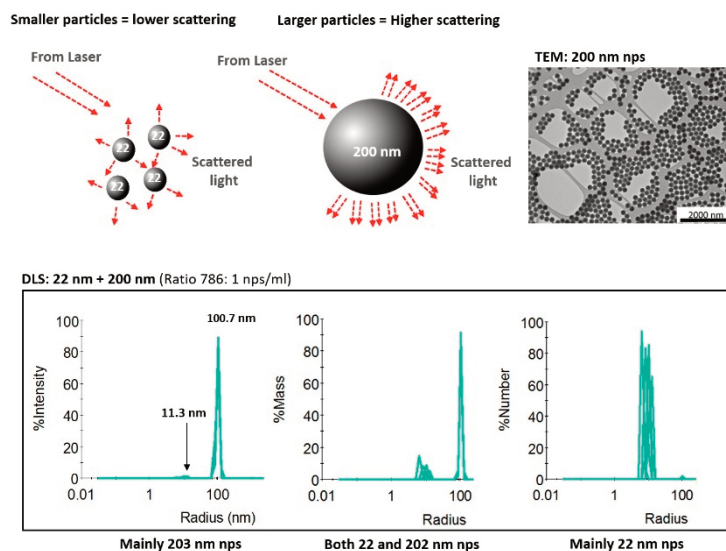 Smaller particles = lower scattering
Larger particles = Higher scattering
From Laser
From Laser
TEM: 200 nm nps
22
22
22
22
Scattered
light
200 nm
Scattered
light
2000 nm
DLS: 22 nm + 200 nm (Ratio 786: 1 nps/ml)
%Intensity
100
80
60
40
20
0
0.01
1
100
Radius (nm)
100.7 nm
11.3 nm
Mainly 203 nm nps
%Mass
100
80
60
40
20
0
0.01
1
100
Radius
Both 22 and 202 nm nps
%Number
100
80
60
40
20
0
0.01
1
100
Radius
Mainly 22 nm nps